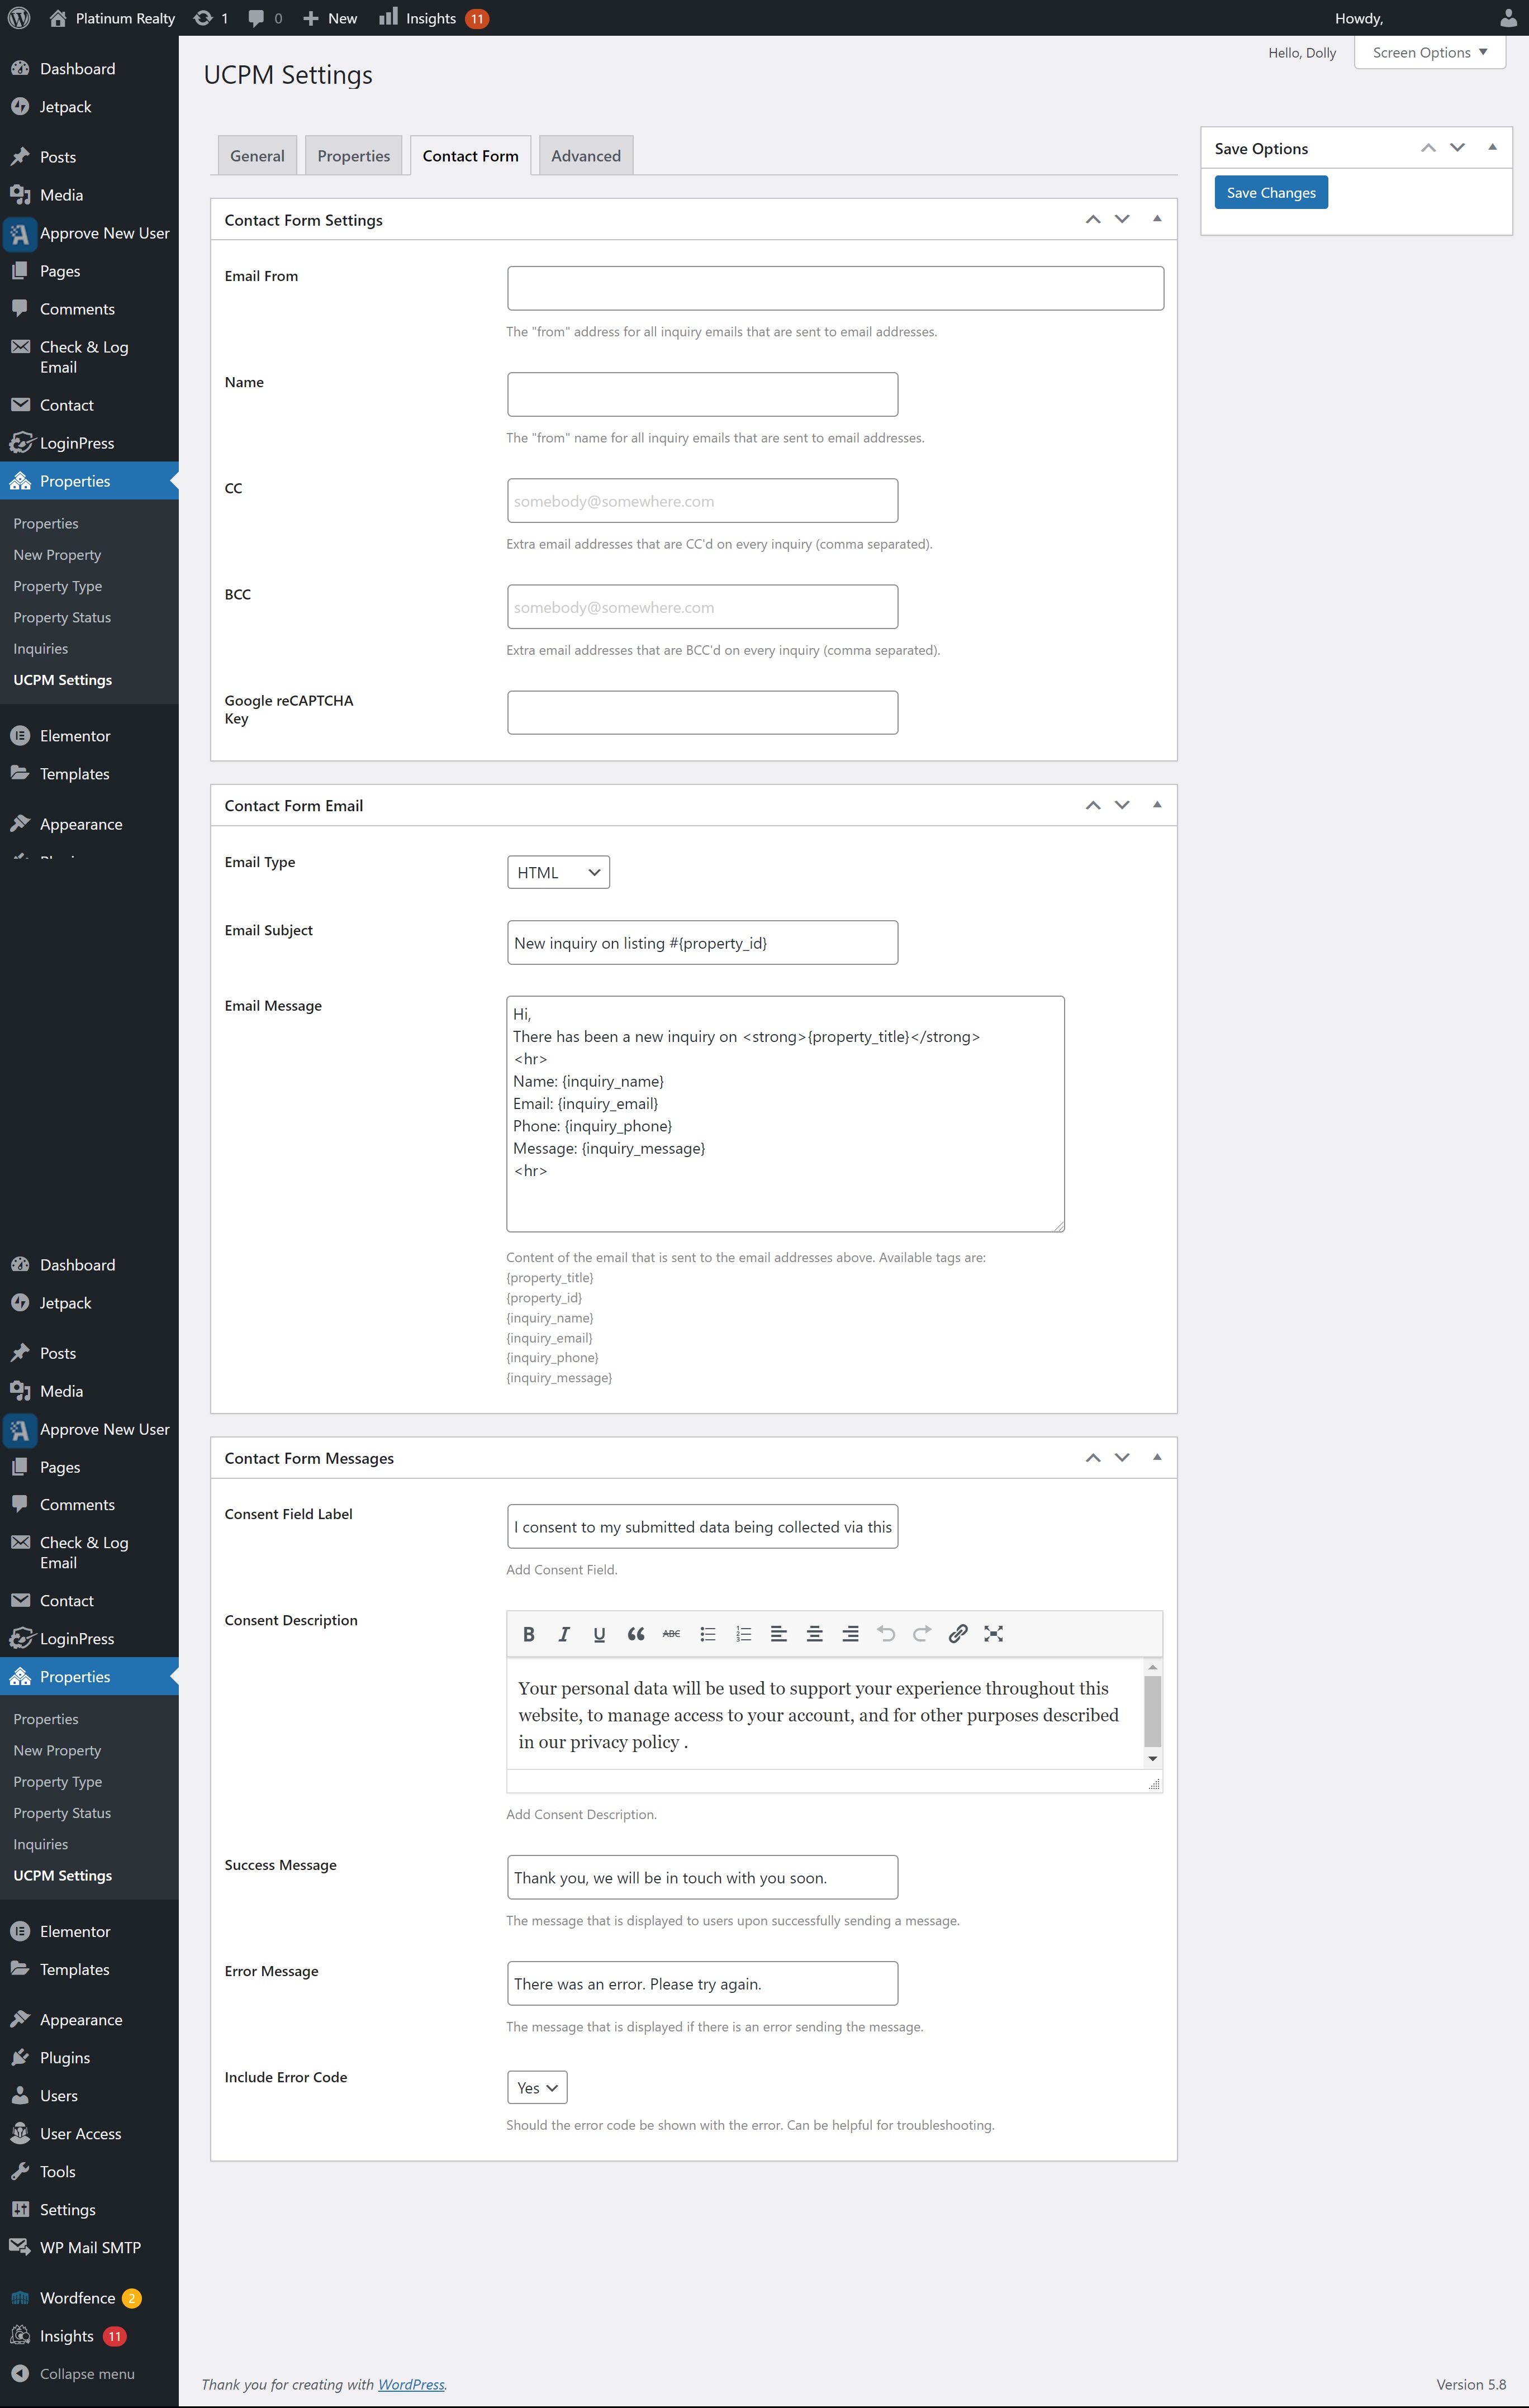 Platinum Realty
1
0
New
Insights 11
Howdy,
Dashboard
Jetpack
Posts
Media
Approve New User
Pages
Comments
Check & Log
Email
Contact
LoginPress
Properties
Properties
New Property
Property Type
Property Status
Inquiries
UCPM Settings
Elementor
Templates
Appearance
Hello, Dolly
Screen Options
UCPM Settings
General
Properties
Contact Form
Advanced
Save Options
Save Changes
Contact Form Settings
Email From
The "from" address for all inquiry emails that are sent to email addresses.
Name
The "from" name for all inquiry emails that are sent to email addresses.
CC
somebody@somewhere.com
Extra email addresses that are CC'd on every inquiry (comma separated).
BCC
somebody@somewhere.com
Extra email addresses that are BCC'd on every inquiry (comma separated).
Google reCAPTCHA
Key
Contact Form Email
Email Type
HTML
Email Subject
New inquiry on listing #{property_id}
Email Message
Hi,
There has been a new inquiry on <strong>{property_title}</strong>
<hr>
Name: {inquiry_name}
Email: {inquiry_email}
Phone: {inquiry_phone}
Message: {inquiry_message}
<hr>
Content of the email that is sent to the email addresses above. Available tags are:
{property_title}
{property_id}
{inquiry_name}
{inquiry_email}
{inquiry_phone}
{inquiry_message}
Contact Form Messages
Consent Field Label
I consent to my submitted data being collected via this
Add Consent Field.
Consent Description
B I U ABC
Your personal data will be used to support your experience throughout this
website, to manage access to your account, and for other purposes described
in our privacy policy .
Add Consent Description.
Success Message
Thank you, we will be in touch with you soon.
The message that is displayed to users upon successfully sending a message.
Error Message
There was an error. Please try again.
The message that is displayed if there is an error sending the message.
Include Error Code
Yes
Should the error code be shown with the error. Can be helpful for troubleshooting.
Dashboard
Jetpack
Posts
Media
Approve New User
Pages
Comments
Check & Log
Email
Contact
LoginPress
Properties
Properties
New Property
Property Type
Property Status
Inquiries
UCPM Settings
Elementor
Templates
Appearance
Plugins
Users
User Access
Tools
Settings
WP Mail SMTP
Wordfence 2
Insights 11
Collapse menu
Thank you for creating with WordPress.
Version 5.8